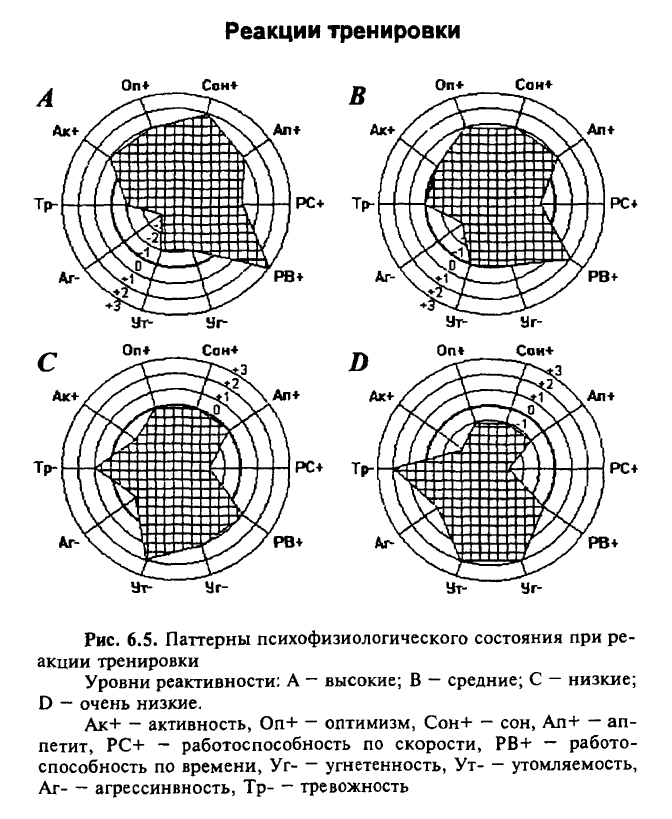 Реакции тренировки
A
Оп+ Сон+
Ак+ Ап+
Тр- РС+
Аг- РВ+
Ут- Уг-
-2
-1
0
+1
+2
+3
B
Оп+ Сон+
Ак+ Ап+
Тр- РС+
Аг- РВ+
Ут- Уг-
-1
0
+1
+2
+3
C
Оп+ Сон+
+3
+2
+1
0
Ак+ Ап+
Тр- РС+
Аг- РВ+
Ут- Уг-
D
Оп+ Сон+
+3
+2
+1
0
-1
Ак+ Ап+
Тр- РС+
Аг- РВ+
Ут- Уг-
Рис. 6.5. Паттерны психофизиологического состояния при ре-
акции тренировки
Уровни реактивности: А — высокие; В — средние; С — низкие;
D — очень низкие.
Ак+ — активность, Оп+ — оптимизм, Сон+ — сон, Ап+ — ап-
петит, РС+ — работоспособность по скорости, РВ+ — работо-
способность по времени, Уг- — угнетенность, Ут- — утомляемость,
Аг- — агрессинвность, Тр- — тревожность